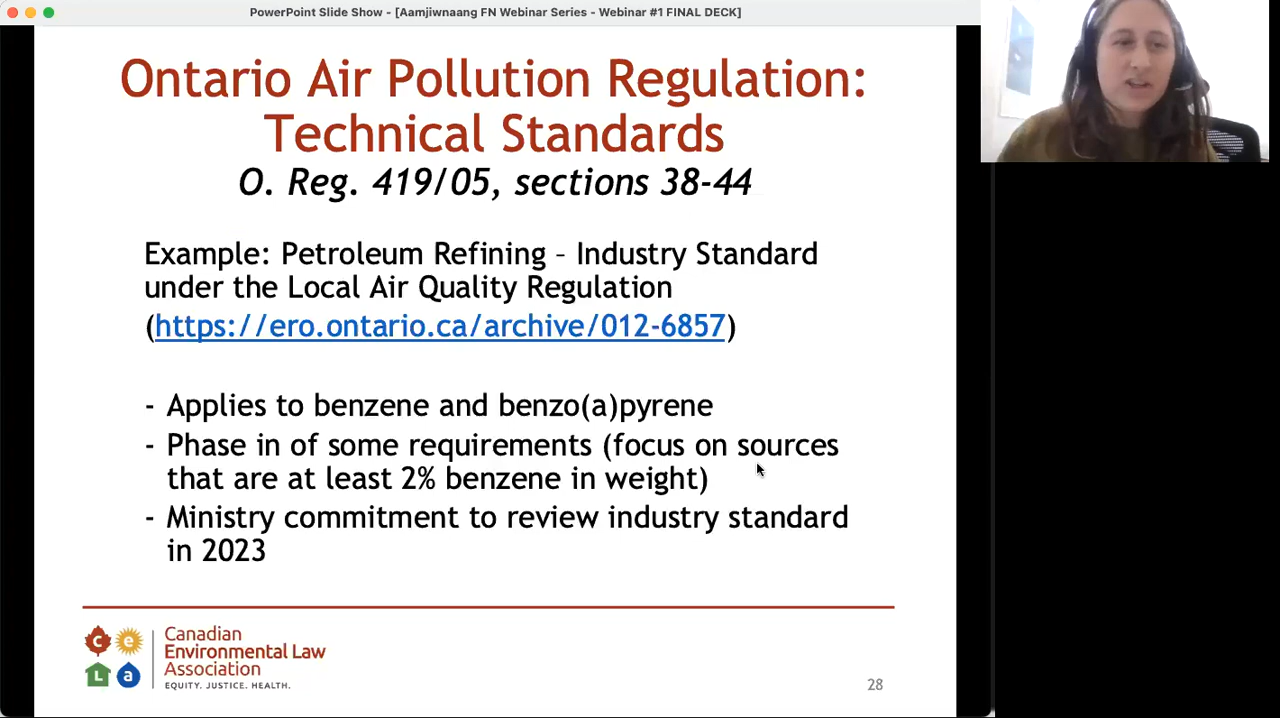 PowerPoint Slide Show - [Aamjiwnaang FN Webinar Series - Webinar #1 FINAL DECK]
Ontario Air Pollution Regulation:
Technical Standards
O. Reg. 419/05, sections 38-44
Example: Petroleum Refining – Industry Standard
under the Local Air Quality Regulation
(https://ero.ontario.ca/archive/012-6857)
- Applies to benzene and benzo(a)pyrene
- Phase in of some requirements (focus on sources
that are at least 2% benzene in weight)
- Ministry commitment to review industry standard
in 2023
C e L a
Canadian
Environmental Law
Association
EQUITY. JUSTICE. HEALTH.
28